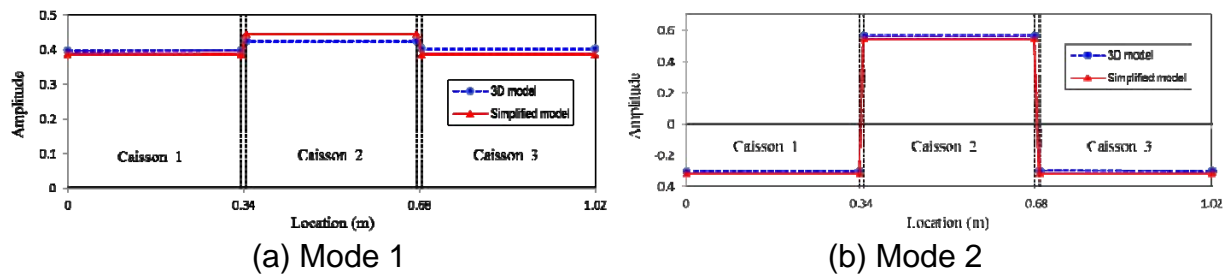 0.5
0.4
0.3
0.2
0.1
0
Amplitude
3D model
Simplified model
Caisson 1
Caisson 2
Caisson 3
0
0.34
0.68
1.02
Location (m)
(a) Mode 1
0.6
0.4
0.2
0
-0.2
0.4
Amplitude
3D model
Simplified model
Caisson 1
Caisson 2
Caisson 3
0
0.34
0.68
1.02
Location (m)
(b) Mode 2